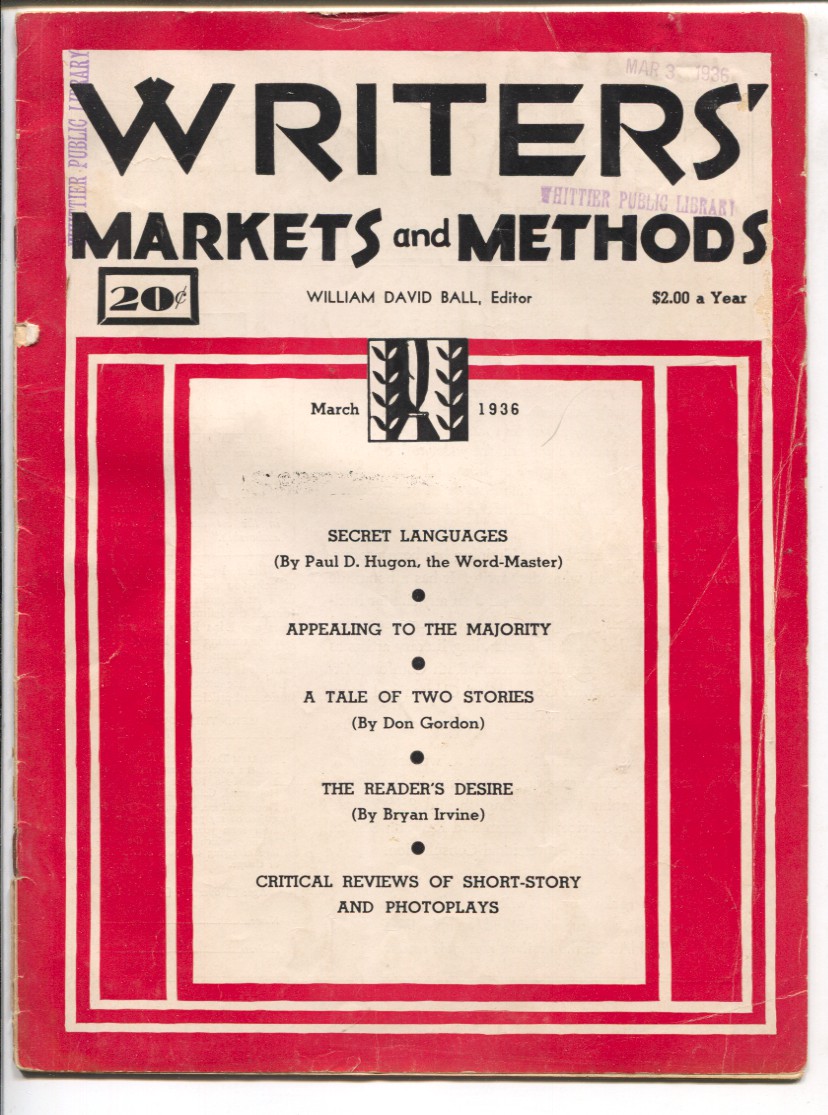 MAR 3 1936
WRITERS'
WHITTIER PUBLIC LIBRARY
WHITTIER PUBLIC LIBRARY
MARKETS and METHODS
20¢
WILLIAM DAVID BALL, Editor
$2.00 a Year
March 1936
SECRET LANGUAGES
(By Paul D. Hugon, the Word-Master)
APPEALING TO THE MAJORITY
A TALE OF TWO STORIES
(By Don Gordon)
THE READER'S DESIRE
(By Bryan Irvine)
CRITICAL REVIEWS OF SHORT-STORY
AND PHOTOPLAYS